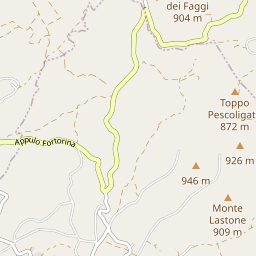 dei Faggi
904 m
Toppo
Pescoligat
872 m
Appulo Fortorina
926 m
946 m
Monte
Lastone
909 m